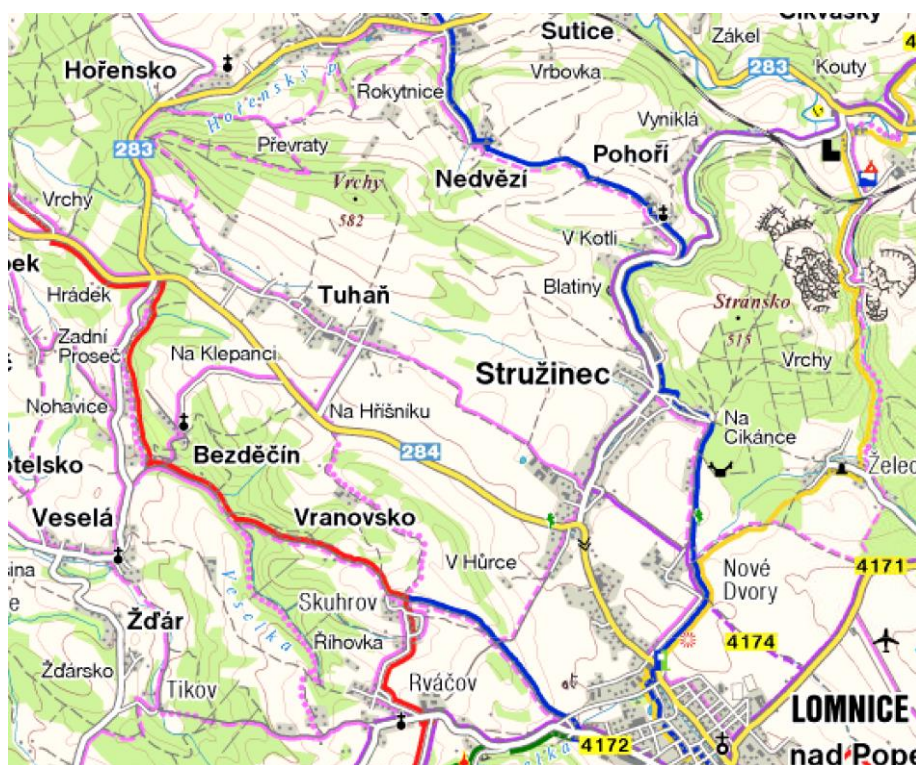 Sutice
Zákel
283
Kouty
Hořensko
Hořenský p
Rokytnice
Vrbovka
Vyniklá
283
Převraty
Nedvězí
Pohoří
Vrchy
Vrchy
582
V Kotli
Hrádek
Tuhaň
Blatiny
Stránsko
515
Zadní
Proseč
Na Klepanci
Vrchy
Stružinec
Nohavice
Na Hříšníku
Na
Cikánce
Bezděčín
284
Veselá
Vranovsko
V Hůrce
Nové
Dvory
4171
Žďár
Veselka
Skuhrov
Říhovka
4174
Žďársko
Tikov
Rváčov
LOMNICE
4172
nad Pope